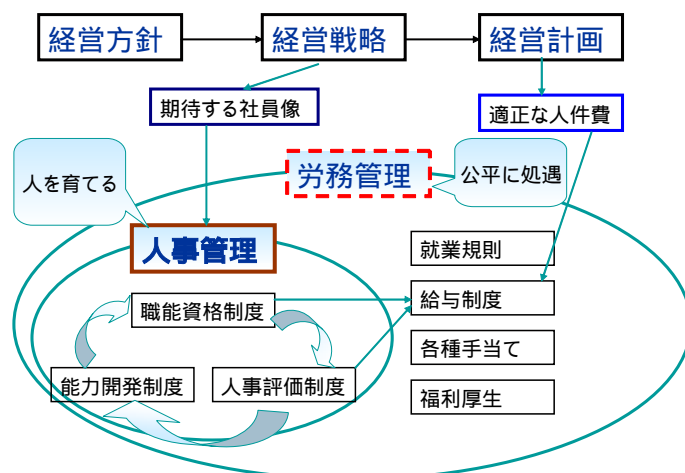 経営方針
経営戦略
経営計画
期待する社員像
適正な人件費
人を育てる
労務管理
公平に処遇
人事管理
就業規則
職能資格制度
給与制度
各種手当て
能力開発制度
人事評価制度
福利厚生